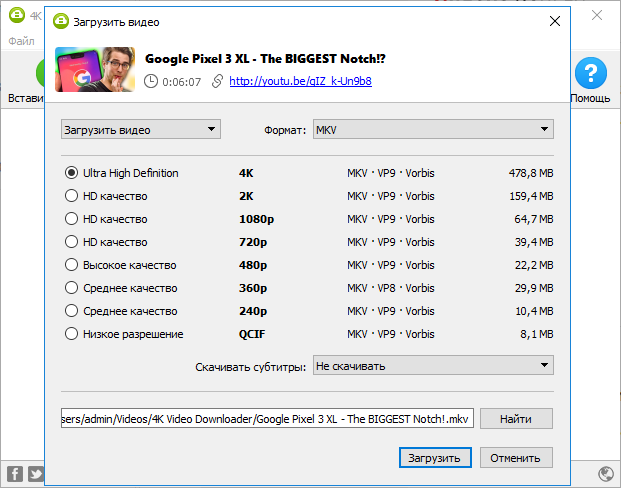 4K
Загрузить видео
Файл
Google Pixel 3 XL - The BIGGEST Notch!?
0:06:07 http://youtu.be/gIZ_k-Un9b8
Встави Помощь
Загрузить видео Формат: MKV
Ultra High Definition 4K MKV · VP9 · Vorbis 478,8 MB
HD качество 2K MKV · VP9 · Vorbis 159,4 MB
HD качество 1080p MKV · VP9 · Vorbis 64,7 MB
HD качество 720p MKV · VP9 · Vorbis 39,4 MB
Высокое качество 480p MKV · VP9 · Vorbis 22,2 MB
Среднее качество 360p MKV · VP8 · Vorbis 29,9 MB
Среднее качество 240p MKV · VP9 · Vorbis 10,4 MB
Низкое разрешение QCIF MKV · VP9 · Vorbis 8,1 MB
Скачивать субтитры: Не скачивать
sers/admin/Videos/4K Video Downloader/Google Pixel 3 XL - The BIGGEST Notch!.mkv Найти
Загрузить Отменить